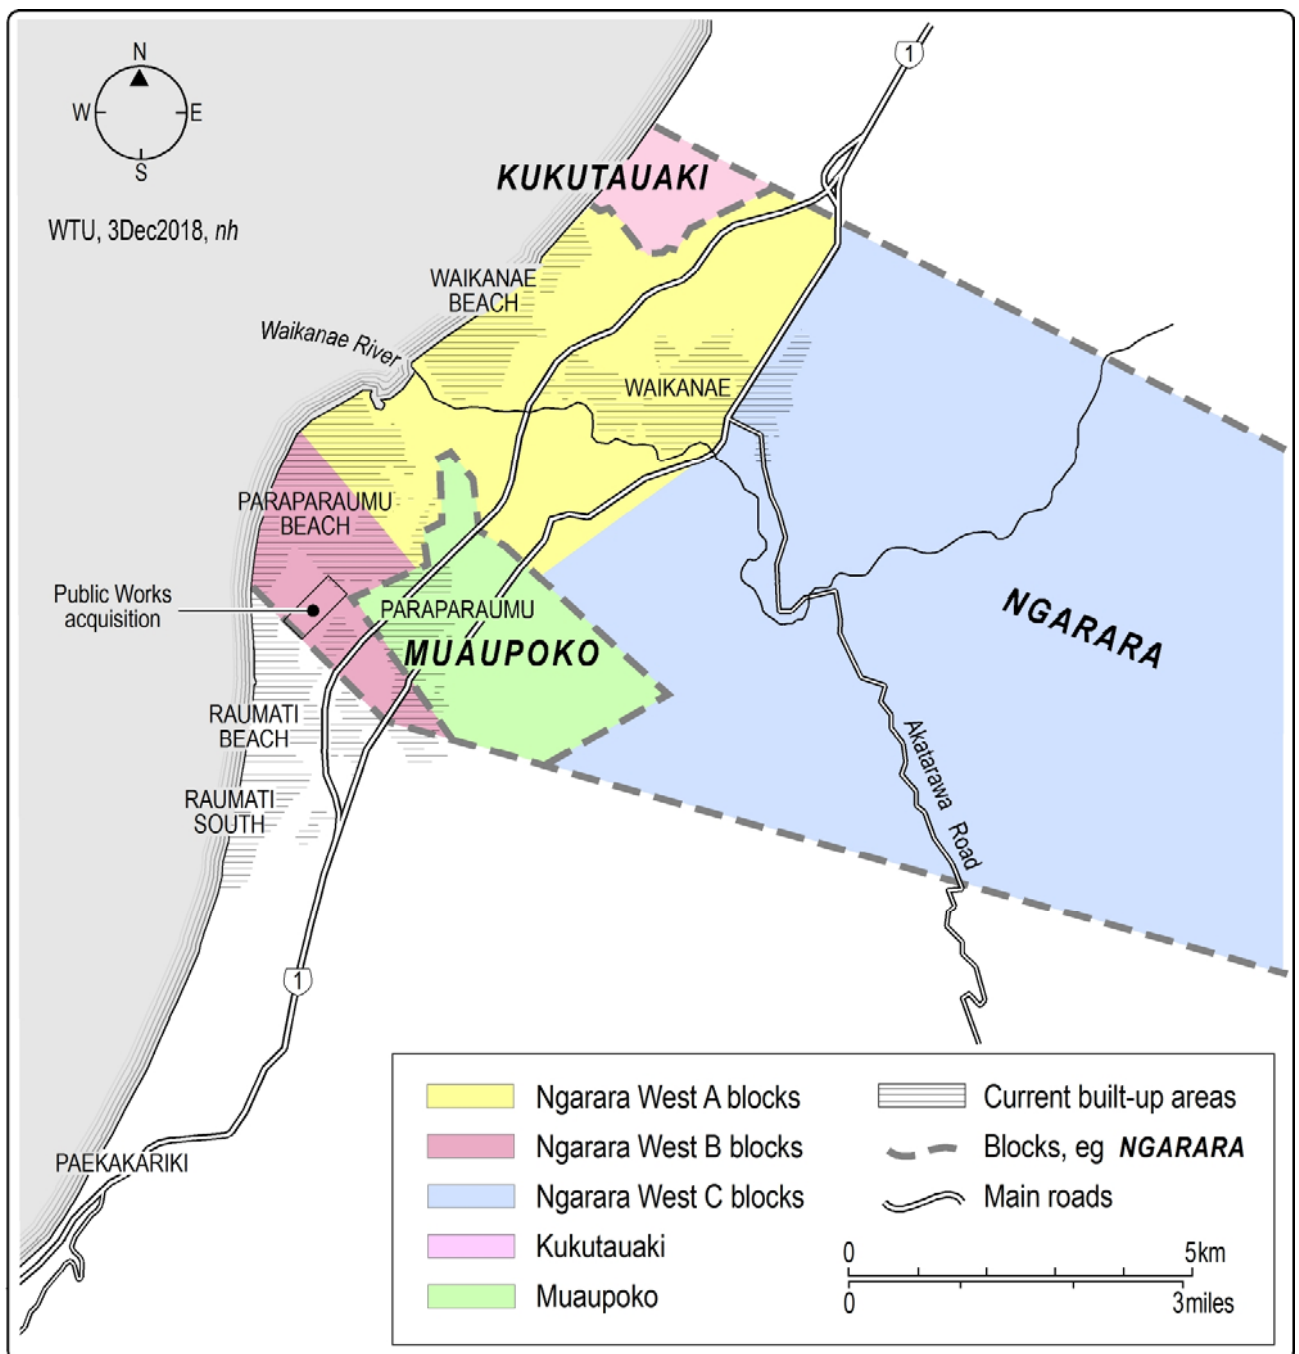 N
W E
S
WTU, 3Dec2018, nh
1
KUKUTAUAKI
WAIKANAE
BEACH
Waikanae River
WAIKANAE
PARAPARAUMU
BEACH
Public Works
acquisition
PARAPARAUMU
MUAUPOKO
NGARARA
RAUMATI
BEACH
RAUMATI
SOUTH
Akatarawa Road
1
PAEKAKARIKI
Ngarara West A blocks
Ngarara West B blocks
Ngarara West C blocks
Kukutauaki
Muaupoko
Current built-up areas
Blocks, eg NGARARA
Main roads
0 5km
0 3miles